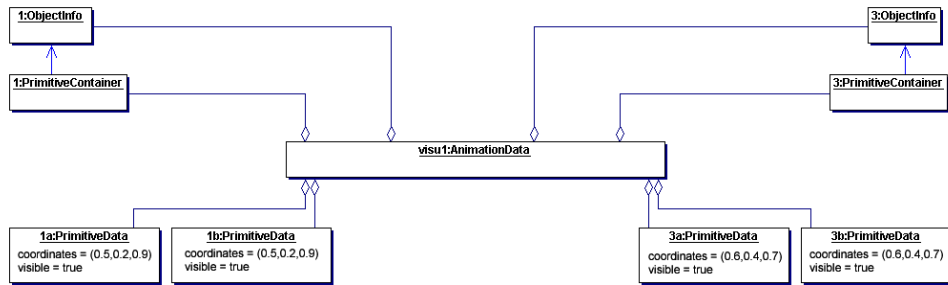 1:ObjectInfo
3:ObjectInfo
1:PrimitiveContainer
3:PrimitiveContainer
visu1:AnimationData
1a:PrimitiveData
coordinates = (0.5,0.2,0.9)
visible = true
1b:PrimitiveData
coordinates = (0.5,0.2,0.9)
visible = true
3a:PrimitiveData
coordinates = (0.6,0.4,0.7)
visible = true
3b:PrimitiveData
coordinates = (0.6,0.4,0.7)
visible = true